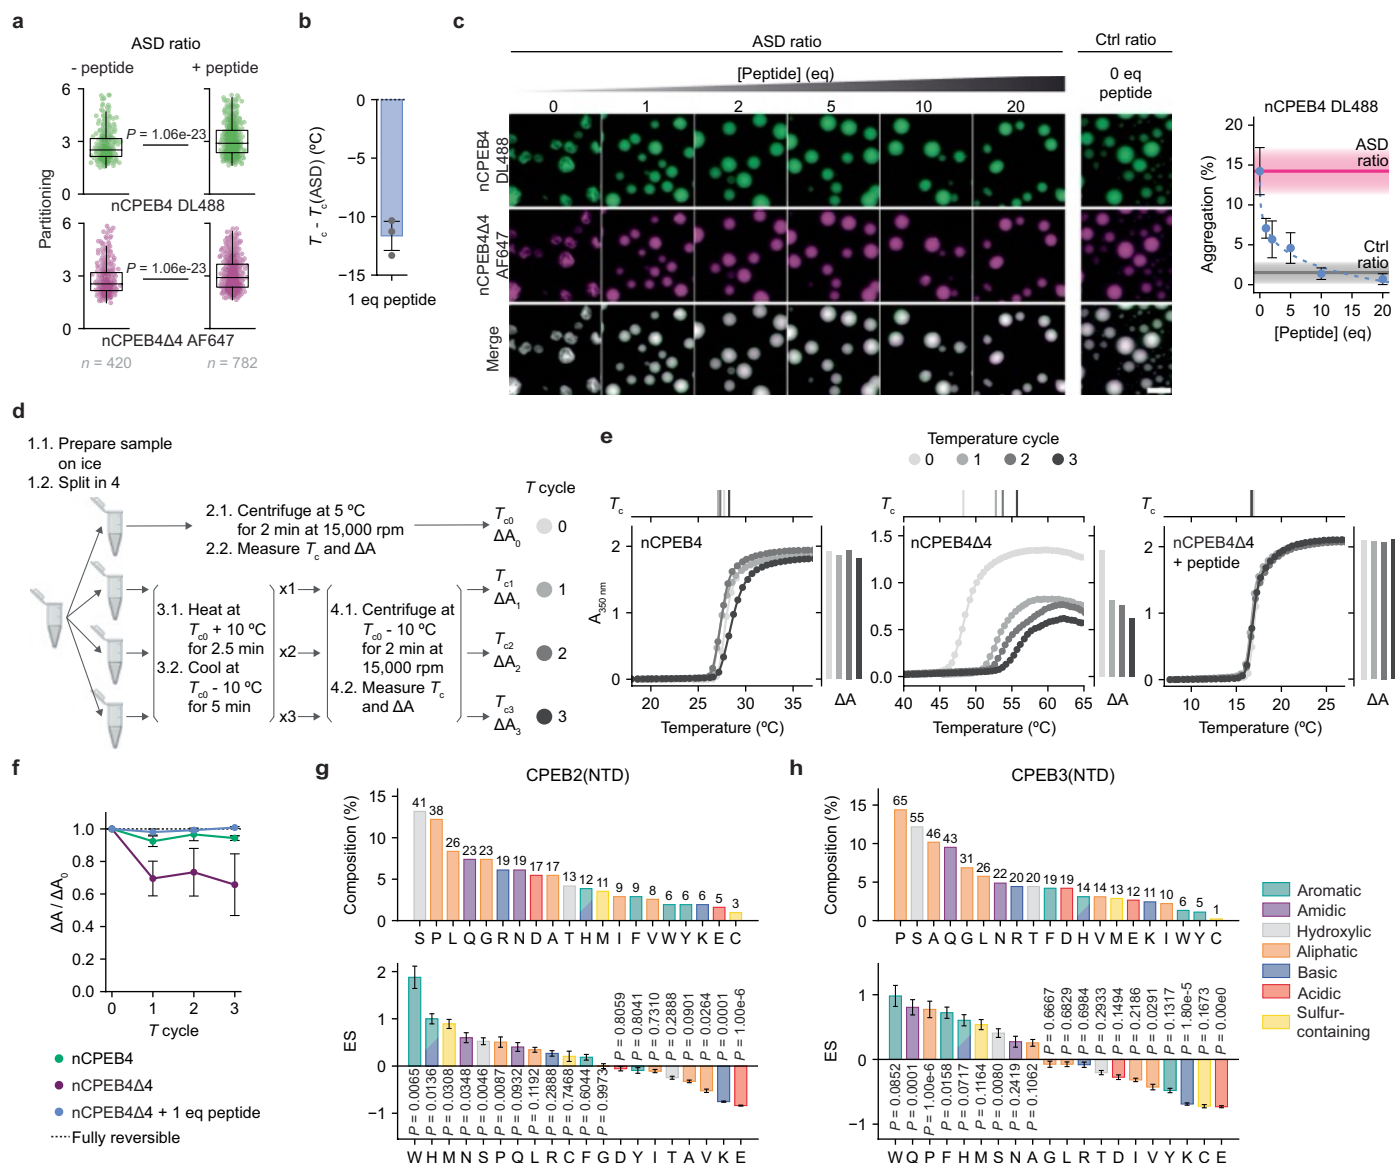 a
ASD ratio
- peptide
+ peptide
6
3
0
P = 1.06e-23
nCPEB4 DL488
Partitioning
6
3
0
P = 1.06e-23
nCPEB4Δ4 AF647
n = 420
n = 782
b
Tc - Tc(ASD) (ºC)
0
−5
−10
−15
1 eq peptide
c
ASD ratio
Ctrl ratio
[Peptide] (eq)
0 eq
peptide
0
1
2
5
10
20
nCPEB4
DL488
nCPEB4Δ4
AF647
Merge
nCPEB4 DL488
Aggregation (%)
20
15
10
5
0
ASD
ratio
Ctrl
ratio
0
5
10
15
20
[Peptide] (eq)
d
1.1. Prepare sample
on ice
1.2. Split in 4
2.1. Centrifuge at 5 ºC
for 2 min at 15,000 rpm
2.2. Measure Tc and ΔA
3.1. Heat at
Tc0 + 10 ºC
for 2.5 min
3.2. Cool at
Tc0 - 10 ºC
for 5 min
x1
x2
x3
4.1. Centrifuge at
Tc0 - 10 ºC
for 2 min at
15,000 rpm
4.2. Measure Tc
and ΔA
T cycle
Tc0
ΔA0
0
Tc1
ΔA1
1
Tc2
ΔA2
2
Tc3
ΔA3
3
e
Temperature cycle
0
1
2
3
Tc
nCPEB4
A350 nm
2
1
0
20
25
30
35
Temperature (ºC)
ΔA
Tc
nCPEB4Δ4
1.5
1.0
0.5
0.0
40
45
50
55
60
65
Temperature (ºC)
ΔA
Tc
nCPEB4Δ4
+ peptide
2
1
0
10
15
20
25
Temperature (ºC)
ΔA
f
ΔA / ΔA0
1.0
0.8
0.6
0.4
0.2
0
0
1
2
3
T cycle
nCPEB4
nCPEB4Δ4
nCPEB4Δ4 + 1 eq peptide
Fully reversible
g
CPEB2(NTD)
Composition (%)
15
10
5
0
41 38 26 23 23 19 19 17 17 13 12 11 9 9 8 6 6 6 5 3
S P L Q G R N D A T H M I F V W Y K E C
ES
2
1
0
−1
P = 0.0065
P = 0.0136
P = 0.0300
P = 0.0348
P = 0.0046
P = 0.0087
P = 0.0932
P = 0.1192
P = 0.2888
P = 0.7468
P = 0.6044
P = 0.9973
P = 0.8059
P = 0.8041
P = 0.7310
P = 0.2888
P = 0.0901
P = 0.0264
P = 0.0001
P = 1.00e-6
W H M N S P Q L R C F G D Y I T A V K E
h
CPEB3(NTD)
Composition (%)
15
10
5
0
65 55 46 43 31 26 22 20 20 19 19 14 14 13 12 11 10 6 5 1
P S A Q G L N R T F D H V M E K I W Y C
ES
1
0
−1
P = 0.0852
P = 0.0001
P = 1.00e-6
P = 0.0158
P = 0.0717
P = 0.1164
P = 0.0080
P = 0.2419
P = 0.1062
P = 0.6667
P = 0.6829
P = 0.6984
P = 0.2933
P = 0.1494
P = 0.2186
P = 0.0291
P = 0.1317
P = 1.80e-5
P = 0.1673
P = 0.00e0
W Q P F H M S N A G L R T D I V Y K C E
Aromatic
Amidic
Hydroxylic
Aliphatic
Basic
Acidic
Sulfur-
containing